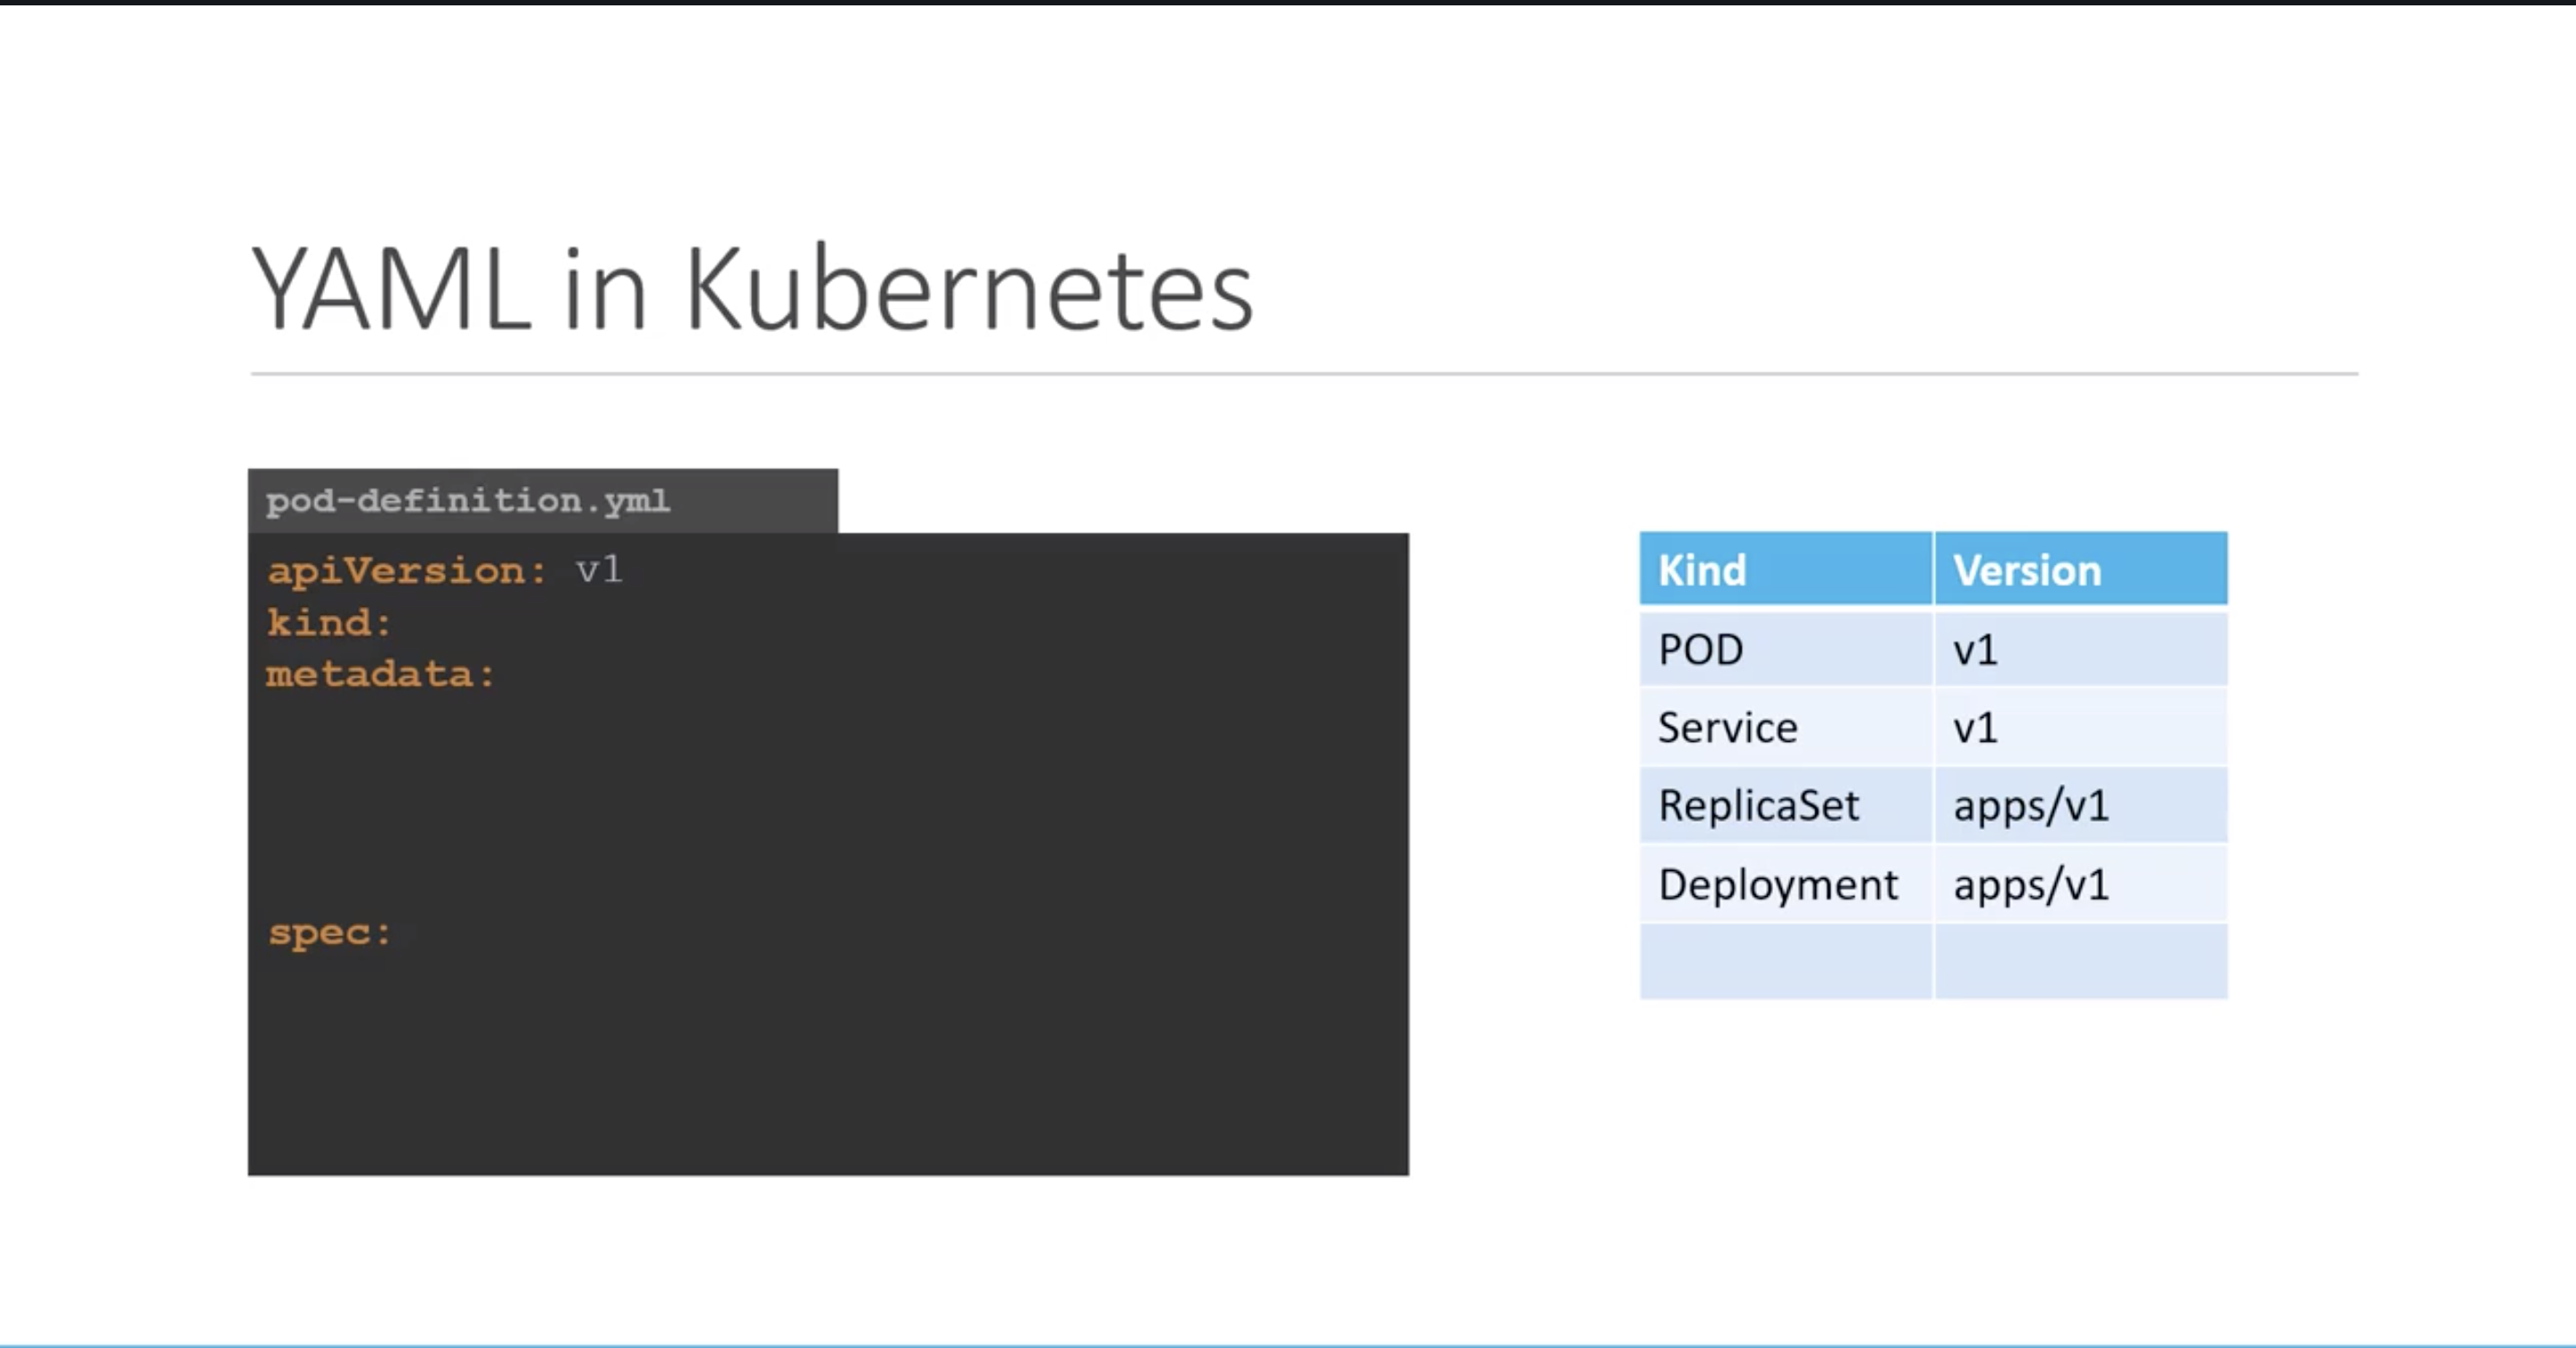 YAML in Kubernetes
pod-definition.yml
apiVersion: v1
kind:
metadata:
spec:
Kind Version
POD v1
Service v1
ReplicaSet apps/v1
Deployment apps/v1